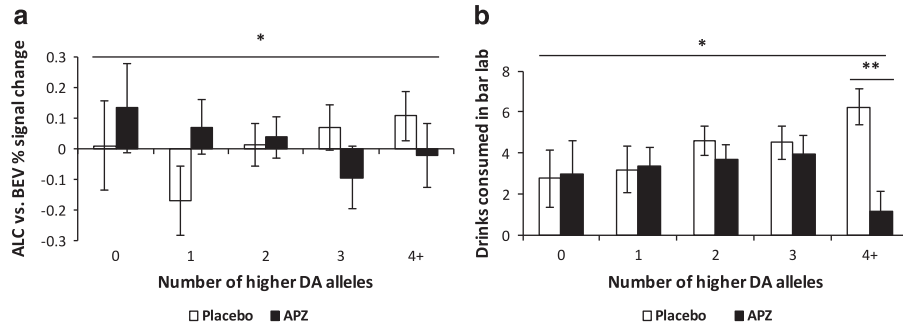 a
*
0.3
0.2
0.1
0
-0.1
-0.2
-0.3
ALC vs. BEV % signal change
0 1 2 3 4+
Number of higher DA alleles
Placebo APZ
b
*
**
8
6
4
2
0
Drinks consumed in bar lab
0 1 2 3 4+
Number of higher DA alleles
Placebo APZ